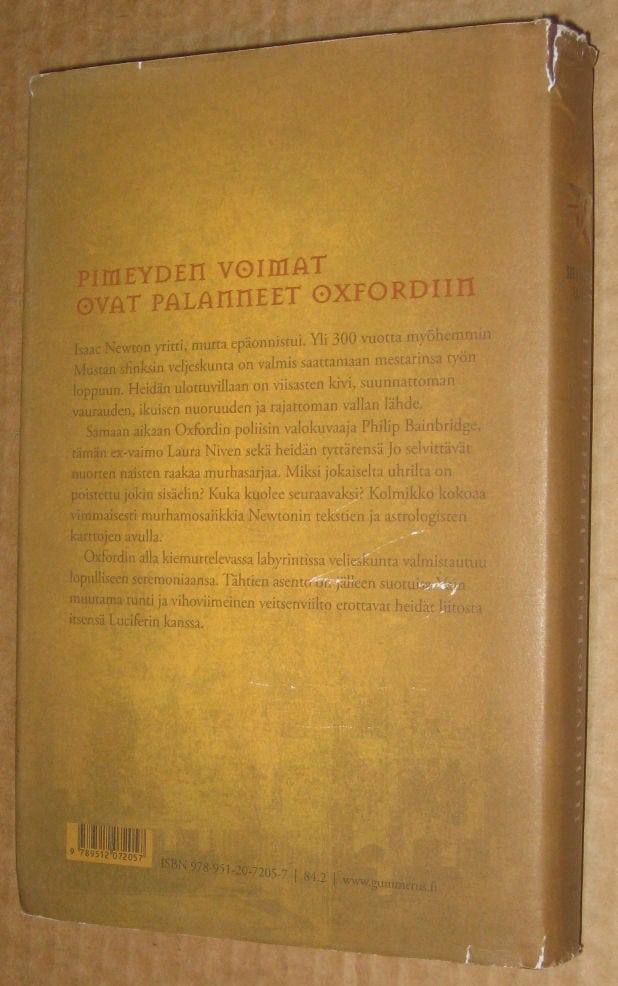 PIMEYDEN VOIMAT
OVAT PALANNEET OXFORDIIN
Isaac Newton yritti, mutta epäonnistui. Yli 300 vuotta myöhemmin
Mustan sfinksin veljeskunta on valmis saattamaan mestarinsa työn
loppuun. Heidän ulottuvillaan on viisasten kivi, suunnattoman
vaurauden, ikuisen nuoruuden ja rajattoman vallan lähde.
Samaan aikaan Oxfordin poliisin valokuvaaja Philip Bainbridge,
tämän ex-vaimo Laura Niven sekä heidän tyttärensä Jo selvittävät
nuorten naisten raakaa murhasarjaa. Miksi jokaiselta uhrilta on
poistettu jokin sisäelin? Kuka kuolee seuraavaksi? Kolmikko kokoaa
vimmaisesti murhamosaiikkia Newtonin tekstien ja astrologisten
karttojen avulla.
Oxfordin alla kiemurtelevassa labyrintissa veljeskunta valmistautuu
lopulliseen seremoniaansa. Tähtien asento on jälleen suotuisa. Vain
muutama tunti ja vihoviimeinen veitsenviilto erottavat heidät liitosta
itsensä Luciferin kanssa.
9 789512 072057
ISBN 978-951-20-7205-7 | 84.2 | www.gummerus.fi